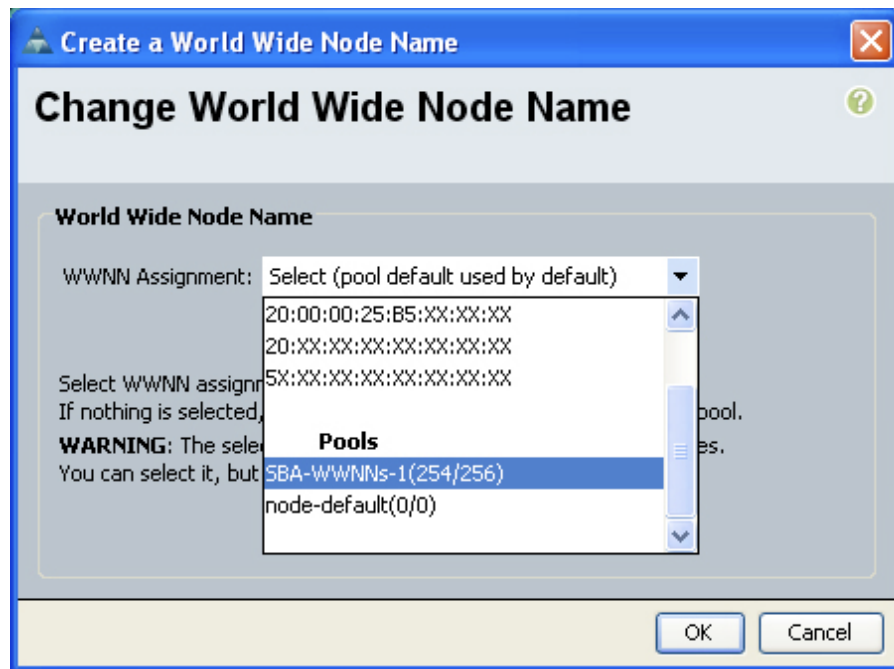 Create a World Wide Node Name
Change World Wide Node Name
World Wide Node Name
WWNN Assignment: Select (pool default used by default)
20:00:00:25:B5:XX:XX:XX
20:XX:XX:XX:XX:XX:XX:XX
5X:XX:XX:XX:XX:XX:XX:XX
Select WWNN assignm
If nothing is selected, pool.
Pools
WARNING: The sele es.
SBA-WWNNs-1(254/256)
You can select it, but
node-default(0/0)
OK Cancel